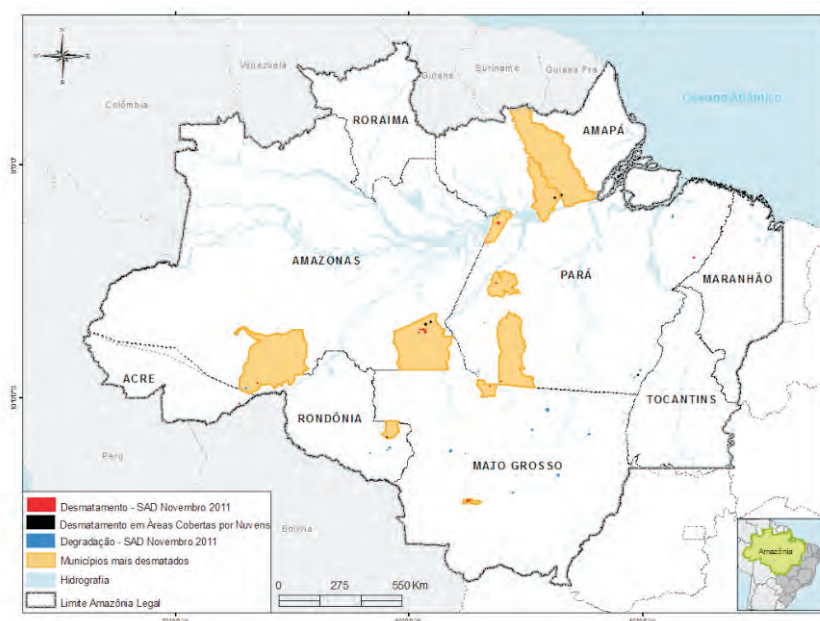 Venezuela
Guiana
Suriname
Guiana Fra
Colômbia
Oceano Atlântico
RORAIMA
AMAPÁ
AMAZONAS
PARÁ
MARANHÃO
ACRE
RONDÔNIA
TOCANTINS
MATO GROSSO
Peru
Bolívia
Desmatamento - SAD Novembro 2011
Desmatamento em Àreas Cobertas por Nuvens
Degradação - SAD Novembro 2011
Municípios mais desmatados
Hidrografia
Limite Amazônia Legal
0 275 550 Km
Amazônia